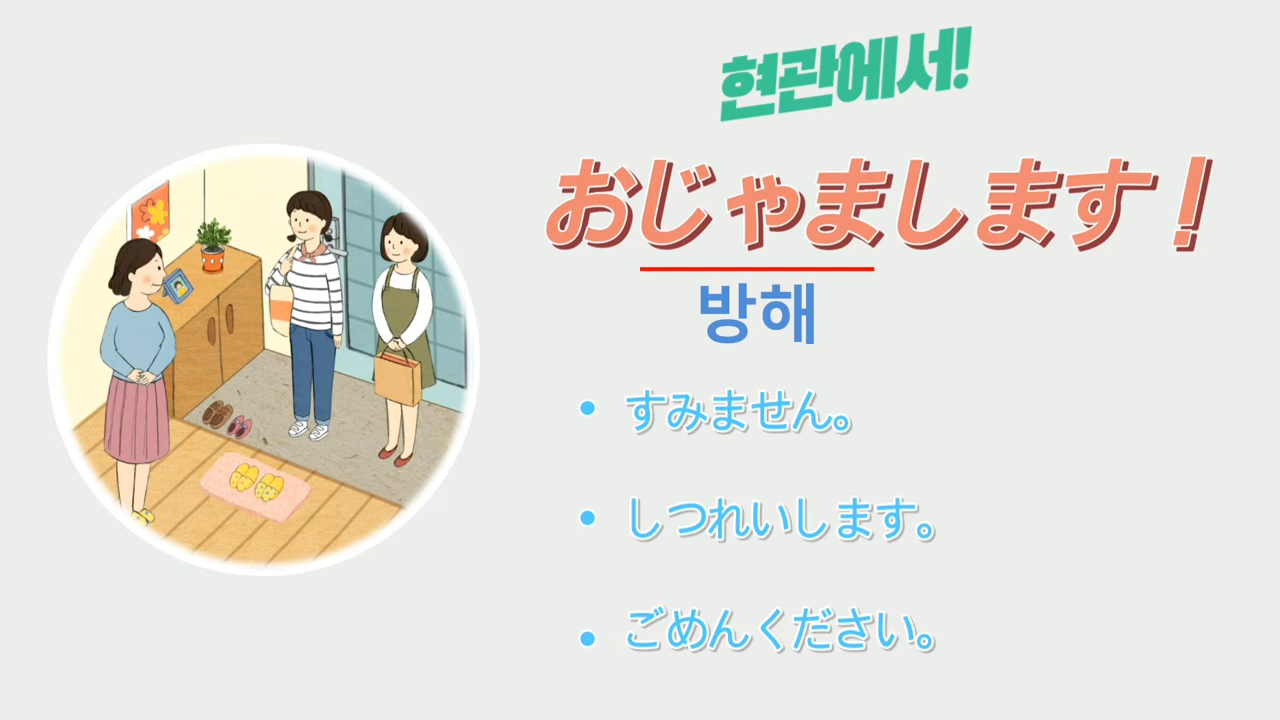 현관에서!
おじゃまします！
방해
• すみません。
• しつれいします。
• ごめんください。